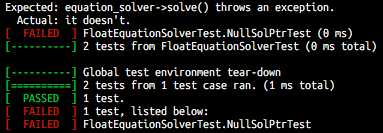 Expected: equation_solver->solve() throws an exception.
  Actual: it doesn't.
[  FAILED  ] FloatEquationSolverTest.NullSolPtrTest (0 ms)
[----------] 2 tests from FloatEquationSolverTest (0 ms total)

[----------] Global test environment tear-down
[==========] 2 tests from 1 test case ran. (1 ms total)
[  PASSED  ] 1 test.
[  FAILED  ] 1 test, listed below:
[  FAILED  ] FloatEquationSolverTest.NullSolPtrTest